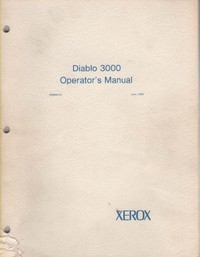 Diablo 3000
Operator's Manual
XEROX